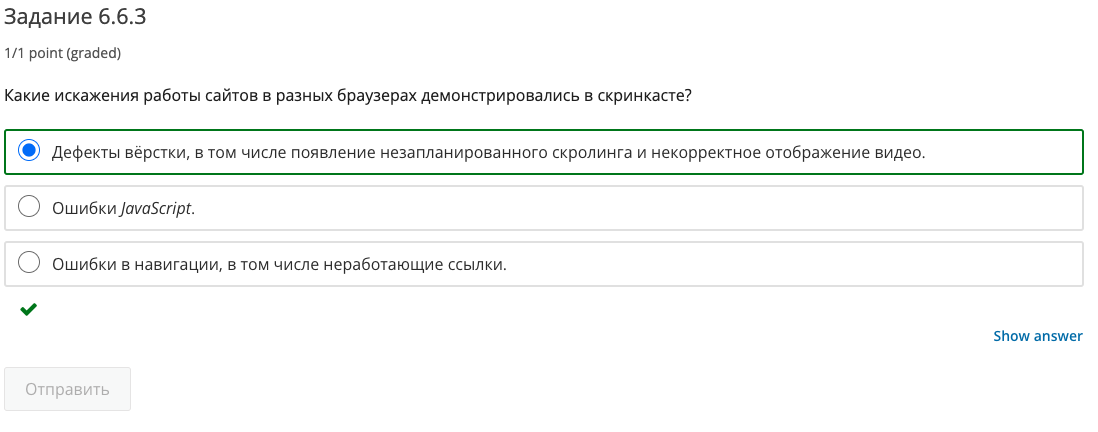 Задание 6.6.3
1/1 point (graded)
Какие искажения работы сайтов в разных браузерах демонстрировались в скринкасте?
Дефекты вёрстки, в том числе появление незапланированного скролинга и некорректное отображение видео.
Ошибки JavaScript.
Ошибки в навигации, в том числе неработающие ссылки.
Show answer
Отправить